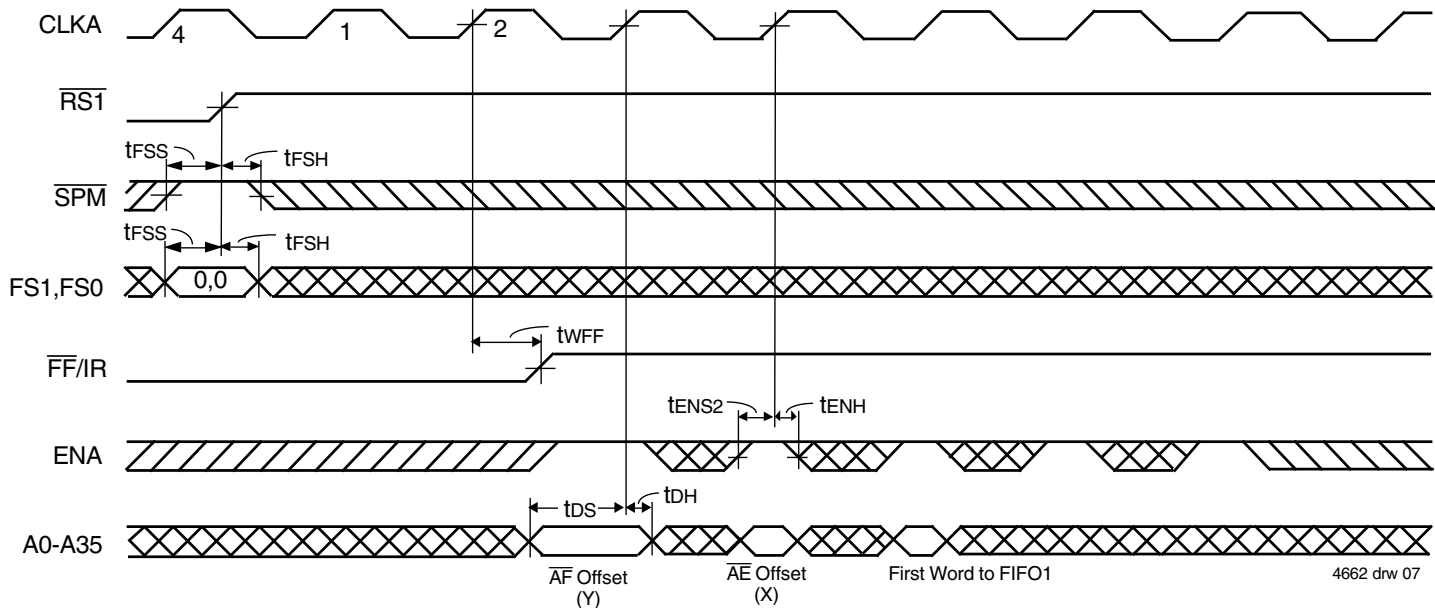 CLKA 4 1 2
RS1
tFSS tFSH
SPM
tFSS tFSH
FS1,FS0 0,0
tWFF
FF/IR
tENS2 tENH
ENA
tDS tDH
A0-A35
AF Offset AE Offset First Word to FIFO1 4662 drw 07
(Y) (X)